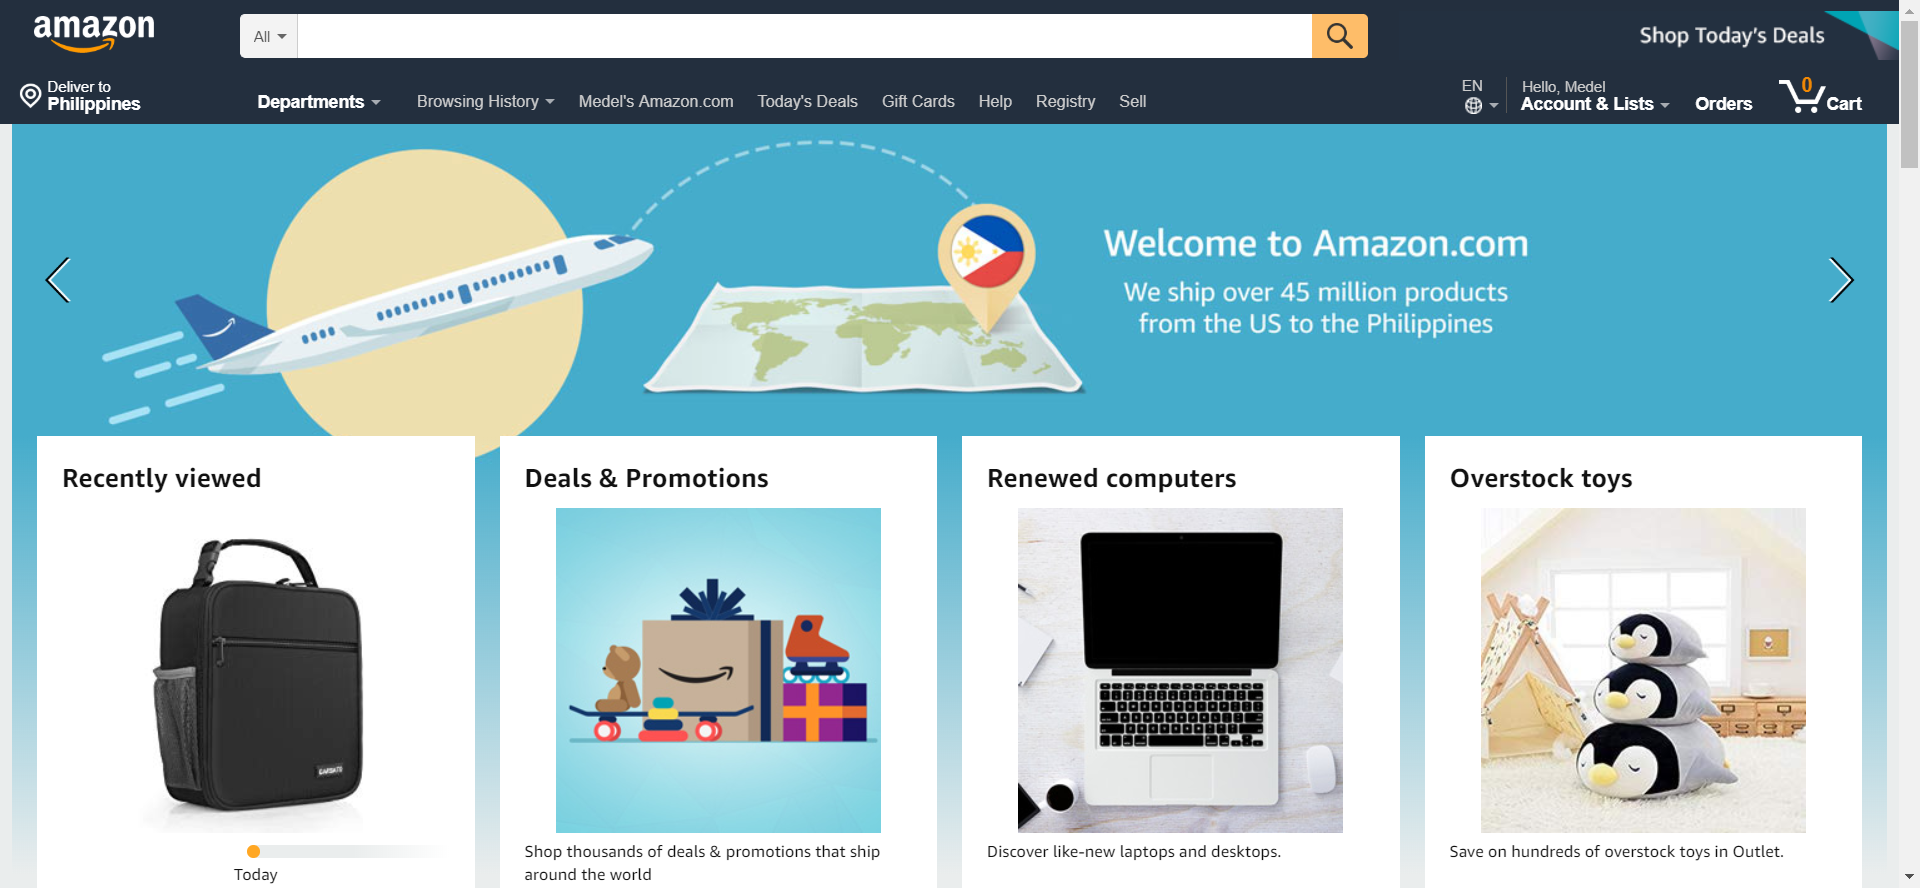 amazon
All
Shop Today's Deals
Deliver to
Philippines
Departments
Browsing History
Medel's Amazon.com
Today's Deals
Gift Cards
Help
Registry
Sell
EN
Hello, Medel
Account & Lists
Orders
0
Cart
Welcome to Amazon.com
We ship over 45 million products
from the US to the Philippines
Recently viewed
Today
Deals & Promotions
Shop thousands of deals & promotions that ship
around the world
Renewed computers
Discover like-new laptops and desktops.
Overstock toys
Save on hundreds of overstock toys in Outlet.